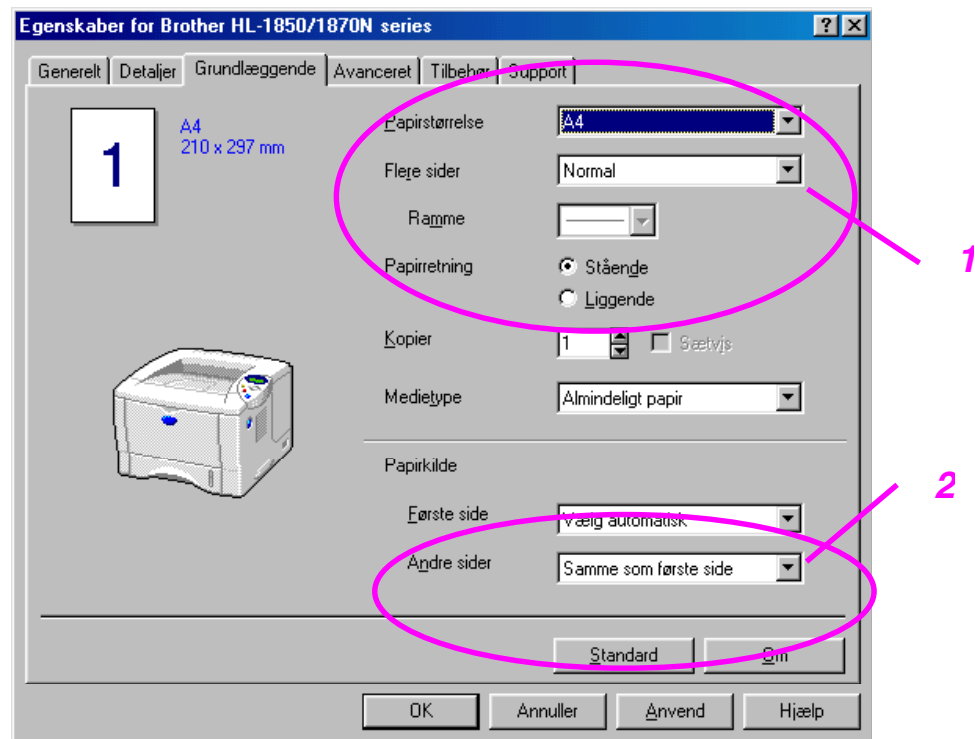 Egenskaber for Brother HL-1850/1870N series
Generelt Detaljer Grundlæggende Avanceret Tilbehør Support
1
A4
210 x 297 mm
Papirstørrelse A4
Flere sider Normal
Ramme
1
Papirretning Stående
Liggende
Kopier 1 Sætvis
Medietype Almindeligt papir
Papirkilde
2
Første side Vælg automatisk
Andre sider Samme som første side
Standard Om
OK Annuller Anvend Hjælp